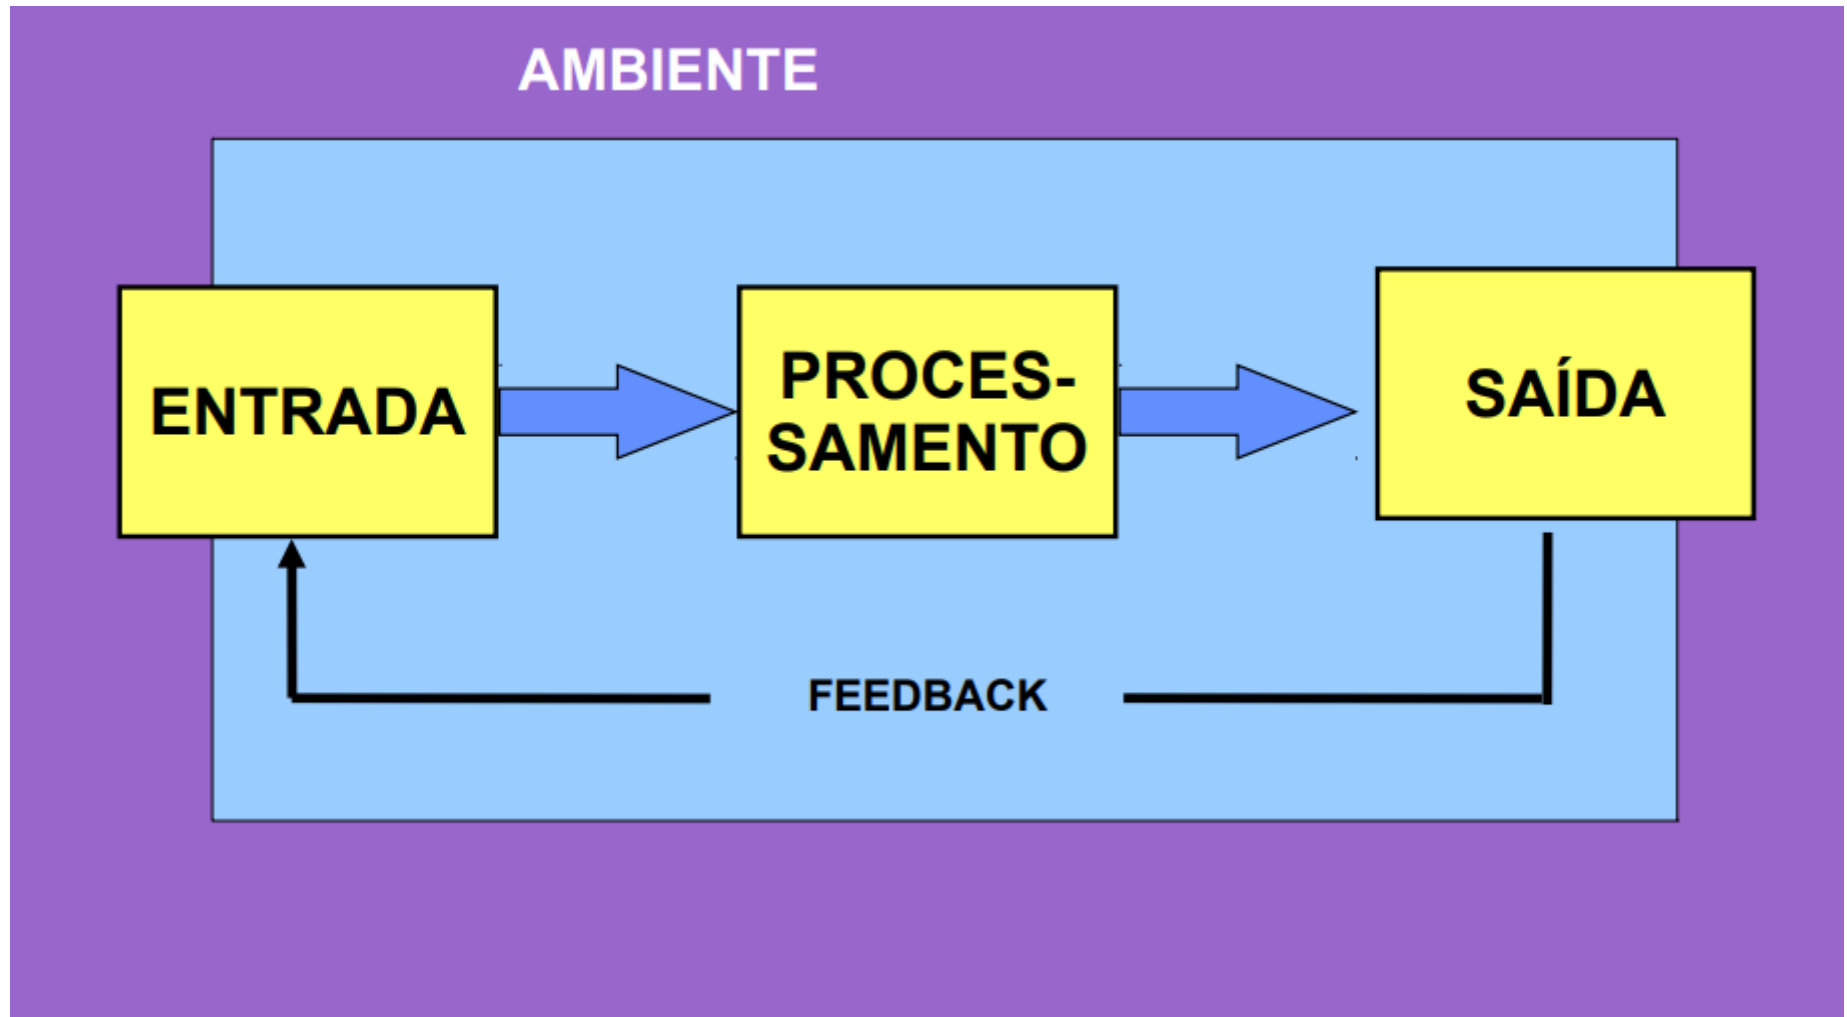 AMBIENTE
ENTRADA
PROCES-
SAMENTO
SAÍDA
FEEDBACK